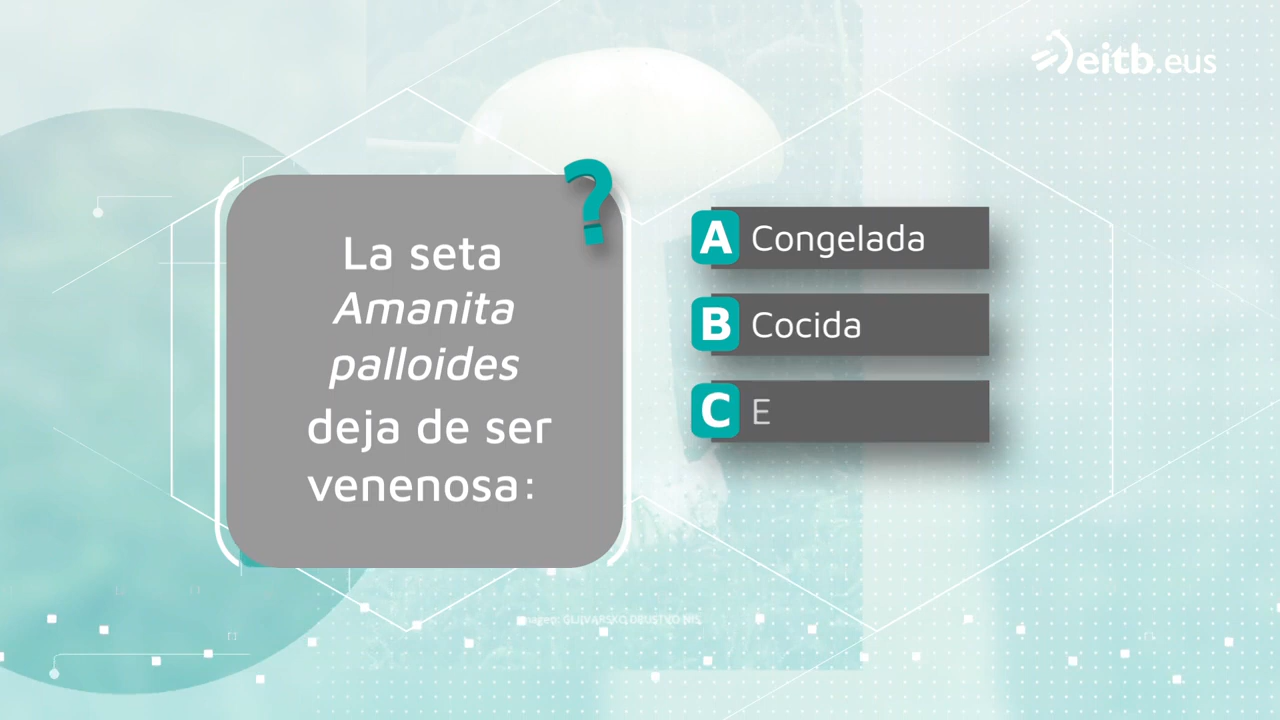 eitb.eus
?
La seta
Amanita
palloides
deja de ser
venenosa:
A Congelada
B Cocida
C E